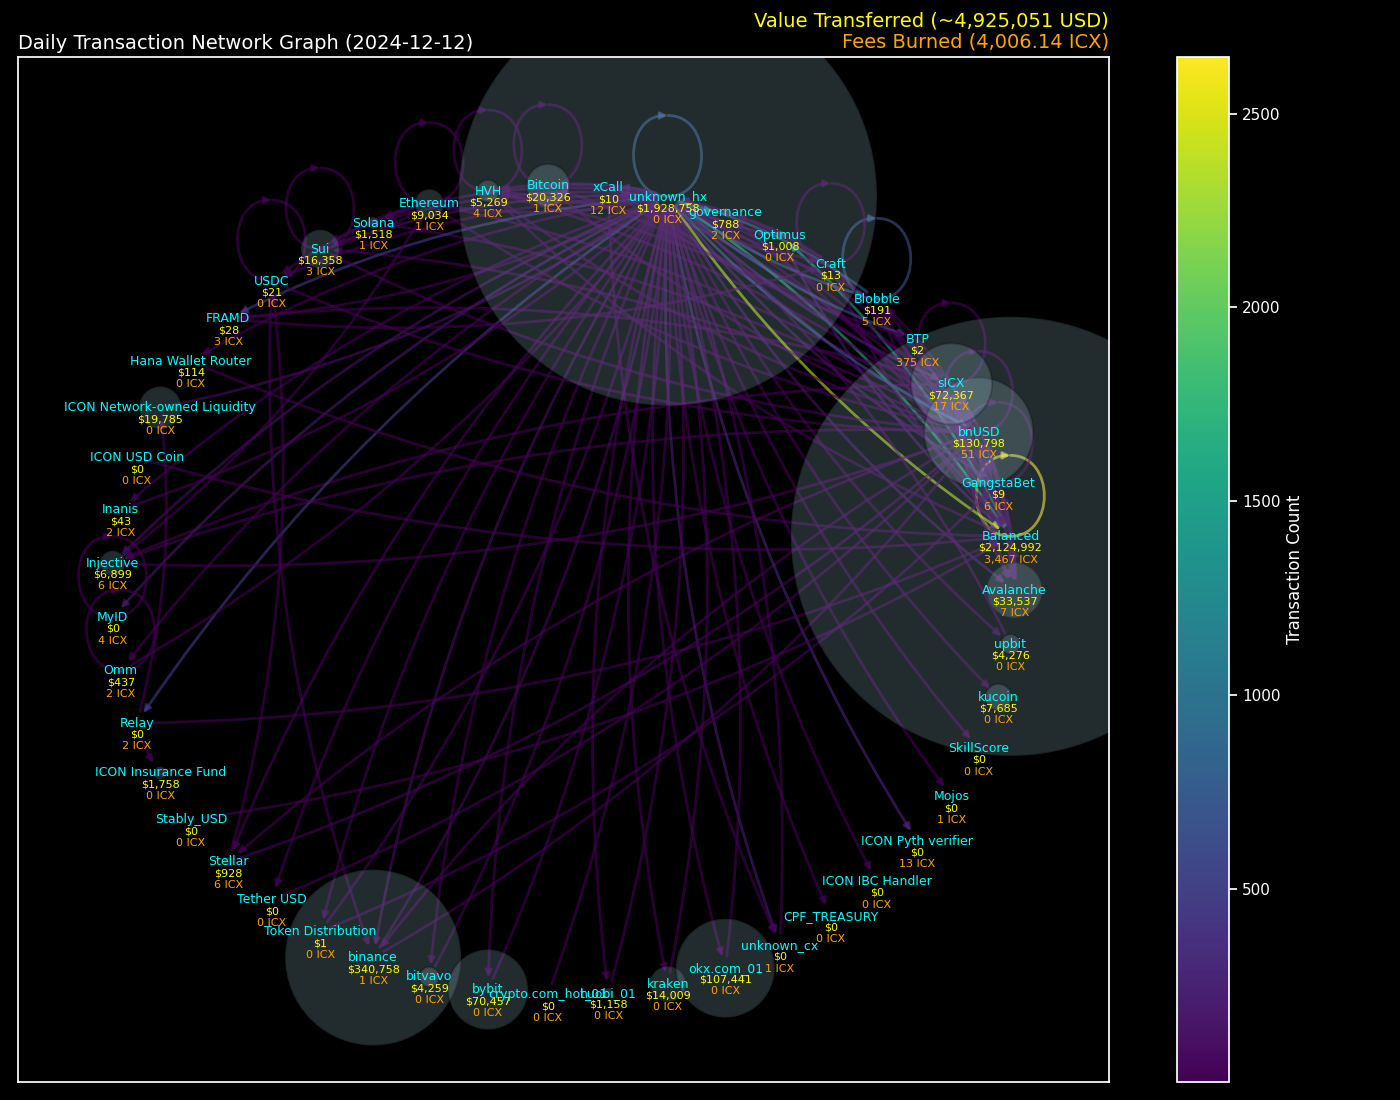 Value Transferred (~4,925,051 USD)
Daily Transaction Network Graph (2024-12-12)
Fees Burned (4,006.14 ICX)
Bitcoin
$20,326
1 ICX
xCall
$10
12 ICX
unknown_hx
$1,928,758
0 ICX
governance
$788
2 ICX
HVH
$5,269
4 ICX
Ethereum
$9,034
1 ICX
Solana
$1,518
1 ICX
Optimus
$1,008
0 ICX
Sui
$16,358
3 ICX
Craft
$13
0 ICX
USDC
$21
0 ICX
Blobble
$191
5 ICX
FRAMD
$28
3 ICX
BTP
$2
375 ICX
Hana Wallet Router
$114
0 ICX
sICX
$72,367
17 ICX
ICON Network-owned Liquidity
$19,785
0 ICX
bnUSD
$130,798
51 ICX
ICON USD Coin
$0
0 ICX
GangstaBet
$9
6 ICX
Inanis
$43
2 ICX
Balanced
$2,124,992
3,467 ICX
Injective
$6,899
6 ICX
Avalanche
$33,537
7 ICX
MyID
$0
4 ICX
upbit
$4,276
0 ICX
Omm
$437
2 ICX
kucoin
$7,685
0 ICX
Relay
$0
2 ICX
SkillScore
$0
0 ICX
ICON Insurance Fund
$1,758
0 ICX
Mojos
$0
1 ICX
Stably_USD
$0
0 ICX
ICON Pyth verifier
$0
13 ICX
Stellar
$928
6 ICX
ICON IBC Handler
$0
0 ICX
Tether USD
$0
0 ICX
CPF_TREASURY
$0
0 ICX
Token Distribution
$1
0 ICX
unknown_cx
$0
1 ICX
binance
$340,758
1 ICX
okx.com_01
$107,441
0 ICX
bitvavo
$4,259
0 ICX
kraken
$14,009
0 ICX
bybit
$70,457
0 ICX
crypto.com_hot_01
$0
0 ICX
huobi_01
$1,158
0 ICX
2500
2000
1500
1000
500
Transaction Count